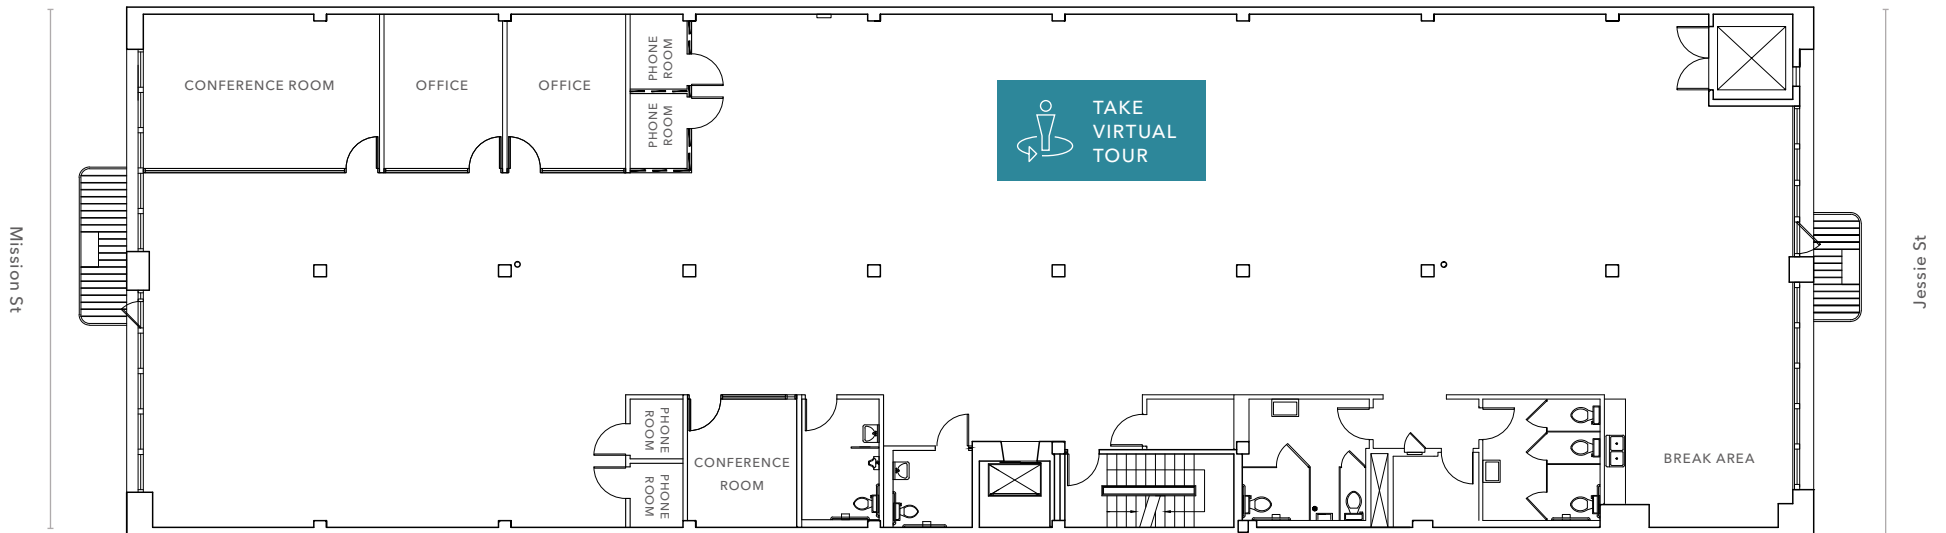 CONFERENCE ROOM
OFFICE
OFFICE
PHONE
ROOM
PHONE
ROOM
TAKE
VIRTUAL
TOUR
Mission St
Jessie St
PHONE
ROOM
PHONE
ROOM
CONFERENCE
ROOM
BREAK AREA